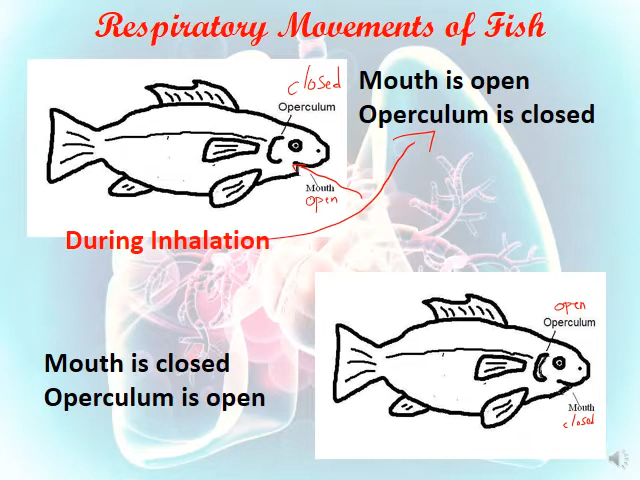 Respiratory Movements of Fish
closed
Operculum
Mouth
open
Mouth is open
Operculum is closed
During Inhalation
open
Operculum
Mouth
closed
Mouth is closed
Operculum is open